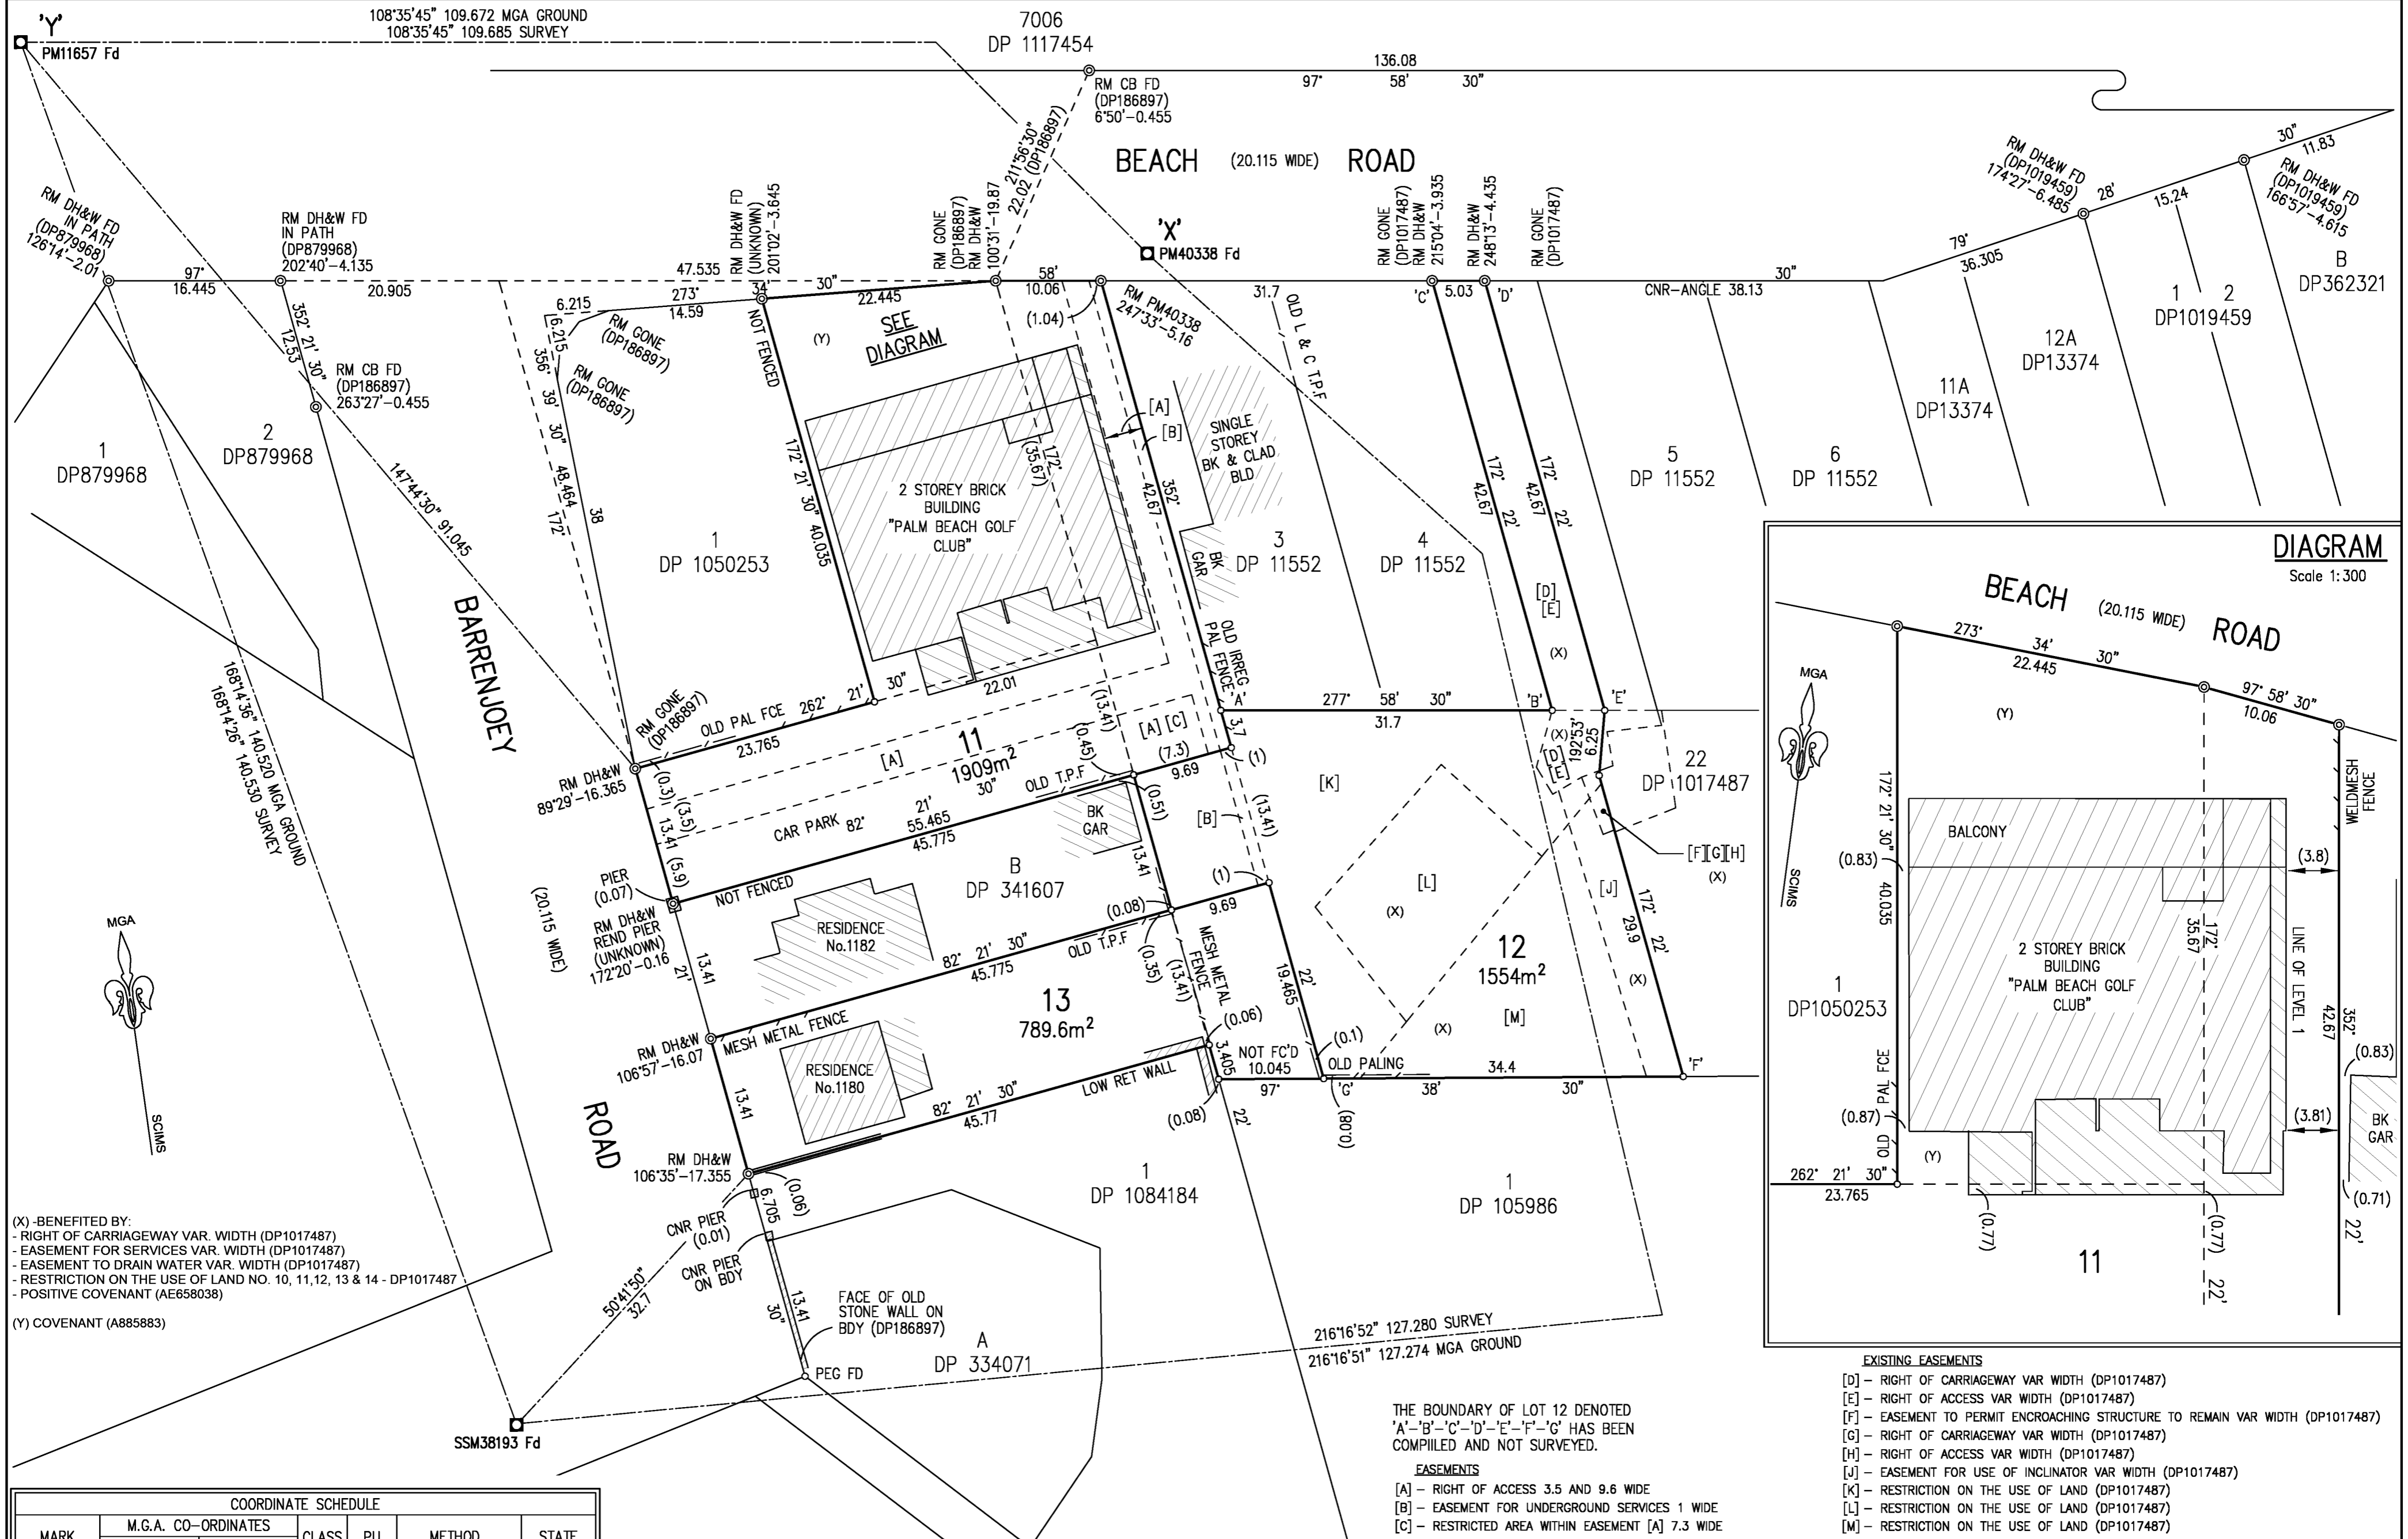 'Y'
PM11657 Fd
108°35'45" 109.672 MGA GROUND
108°35'45" 109.685 SURVEY
7006
DP 1117454
136.08
97° 58' 30"
RM CB FD
(DP186897)
6°50'-0.455
211°56'30"
22.02 (DP186897)
BEACH (20.115 WIDE) ROAD
'X'
PM40338 Fd
RM DH&W FD
IN PATH
(DP879968)
126°14'-2.01
RM DH&W FD
IN PATH
(DP879968)
202°40'-4.135
RM DH&W FD
(UNKNOWN)
201°02'-3.645
RM GONE
(DP186897)
RM DH&W
100°31'-19.87
RM GONE
(DP1017487)
RM DH&W
215°04'-3.935
RM DH&W
248°13'-4.435
RM GONE
(DP1017487)
RM DH&W FD
(DP1019459)
174°27'-6.485
RM DH&W FD
(DP1019459)
166°57'-4.615
30"
11.83
28'
15.24
79°
36.305
97°
16.445
20.905
47.535
34' 30"
22.445
58'
10.06
31.7
5.03
30"
CNR-ANGLE 38.13
'C'
'D'
RM PM40338
247°33'-5.16
(1.04)
6.215
273°
14.59
6.215
RM GONE
(DP186897)
RM GONE
(DP186897)
356° 39' 30"
48.464
172°
38
352° 21' 30"
12.53
RM CB FD
(DP186897)
263°27'-0.455
NOT FENCED
(Y)
SEE
DIAGRAM
172° 21' 30" 40.035
OLD L & C T.P.F
1
DP879968
2
DP879968
147°44'30" 91.045
1
DP 1050253
2 STOREY BRICK
BUILDING
"PALM BEACH GOLF
CLUB"
172°
(35.67)
[A]
[B]
352°
42.67
SINGLE
STOREY
BK & CLAD
BLD
BK
GAR
3
DP 11552
4
DP 11552
172° 22'
42.67
172° 22'
42.67
[D]
[E]
(X)
5
DP 11552
6
DP 11552
11A
DP13374
12A
DP13374
1 2
DP1019459
B
DP362321
BARRENJOEY
ROAD
(20.115 WIDE)
168°14'36" 140.520 MGA GROUND
168°14'26" 140.530 SURVEY
OLD IRREG
PAL FENCE
'A'
277° 58' 30"
31.7
'B'
'E'
3.7
22.01
OLD PAL FCE 262° 21' 30"
23.765
RM GONE
(DP186897)
RM DH&W
89°29'-16.365
(0.3)
(3.5)
13.41 (5.9)
[A]
11
1909m²
[A] [C]
(13.41)
(0.45)
(7.3)
9.69
(1)
(X)
[D]
[E]
192°53'
6.25
22
DP 1017487
CAR PARK 82° 21' 30"
55.465
45.775
OLD T.P.F
BK
GAR
(0.51)
13.41
[B]
(13.41)
[K]
[L]
(X)
[F][G][H]
(X)
[J]
172° 22'
29.9
(X)
PIER
(0.07)
NOT FENCED
B
DP 341607
RM DH&W
REND PIER
(UNKNOWN)
172°20'-0.16
13.41
21'
RESIDENCE
No.1182
82° 21' 30"
45.775
OLD T.P.F
(0.08)
(1)
9.69
(0.35)
(13.41)
MESH METAL
FENCE
22'
19.465
12
1554m²
[M]
(X)
13
789.6m²
MESH METAL FENCE
RM DH&W
106°57'-16.07
RESIDENCE
No.1180
13.41
(0.06)
3.405
NOT FC'D
10.045
97°
(0.1)
OLD PALING
34.4
'G' 38' 30"
'F'
(0.08)
(0.08)
22'
LOW RET WALL
82° 21' 30"
45.77
RM DH&W
106°35'-17.355
(0.06)
6.705
CNR PIER
(0.01)
CNR PIER
ON BDY
1
DP 1084184
1
DP 105986
50°41'50"
32.7
13.41
30"
FACE OF OLD
STONE WALL ON
BDY (DP186897)
A
DP 334071
PEG FD
SSM38193 Fd
216°16'52" 127.280 SURVEY
216°16'51" 127.274 MGA GROUND
MGA
SCIMS
(X) -BENEFITED BY:
- RIGHT OF CARRIAGEWAY VAR. WIDTH (DP1017487)
- EASEMENT FOR SERVICES VAR. WIDTH (DP1017487)
- EASEMENT TO DRAIN WATER VAR. WIDTH (DP1017487)
- RESTRICTION ON THE USE OF LAND NO. 10, 11,12, 13 & 14 - DP1017487
- POSITIVE COVENANT (AE658038)
(Y) COVENANT (A885883)
DIAGRAM
Scale 1:300
BEACH (20.115 WIDE) ROAD
273° 34' 30"
22.445
97° 58' 30"
10.06
MGA
SCIMS
(Y)
WELDMESH
FENCE
172° 21' 30"
40.035
BALCONY
(0.83)
(3.8)
172°
35.67
2 STOREY BRICK
BUILDING
"PALM BEACH GOLF
CLUB"
LINE OF LEVEL 1
1
DP1050253
352°
42.67
(0.83)
OLD PAL FCE
(0.87)
(3.81)
BK
GAR
(Y)
262° 21' 30"
23.765
(0.77)
(0.77)
(0.71)
22'
11
22'
THE BOUNDARY OF LOT 12 DENOTED
'A'-'B'-'C'-'D'-'E'-'F'-'G' HAS BEEN
COMPIILED AND NOT SURVEYED.
EASEMENTS
[A] – RIGHT OF ACCESS 3.5 AND 9.6 WIDE
[B] – EASEMENT FOR UNDERGROUND SERVICES 1 WIDE
[C] – RESTRICTED AREA WITHIN EASEMENT [A] 7.3 WIDE
EXISTING EASEMENTS
[D] – RIGHT OF CARRIAGEWAY VAR WIDTH (DP1017487)
[E] – RIGHT OF ACCESS VAR WIDTH (DP1017487)
[F] – EASEMENT TO PERMIT ENCROACHING STRUCTURE TO REMAIN VAR WIDTH (DP1017487)
[G] – RIGHT OF CARRIAGEWAY VAR WIDTH (DP1017487)
[H] – RIGHT OF ACCESS VAR WIDTH (DP1017487)
[J] – EASEMENT FOR USE OF INCLINATOR VAR WIDTH (DP1017487)
[K] – RESTRICTION ON THE USE OF LAND (DP1017487)
[L] – RESTRICTION ON THE USE OF LAND (DP1017487)
[M] – RESTRICTION ON THE USE OF LAND (DP1017487)
COORDINATE SCHEDULE
MARK M.G.A. CO-ORDINATES CLASS PU METHOD STATE